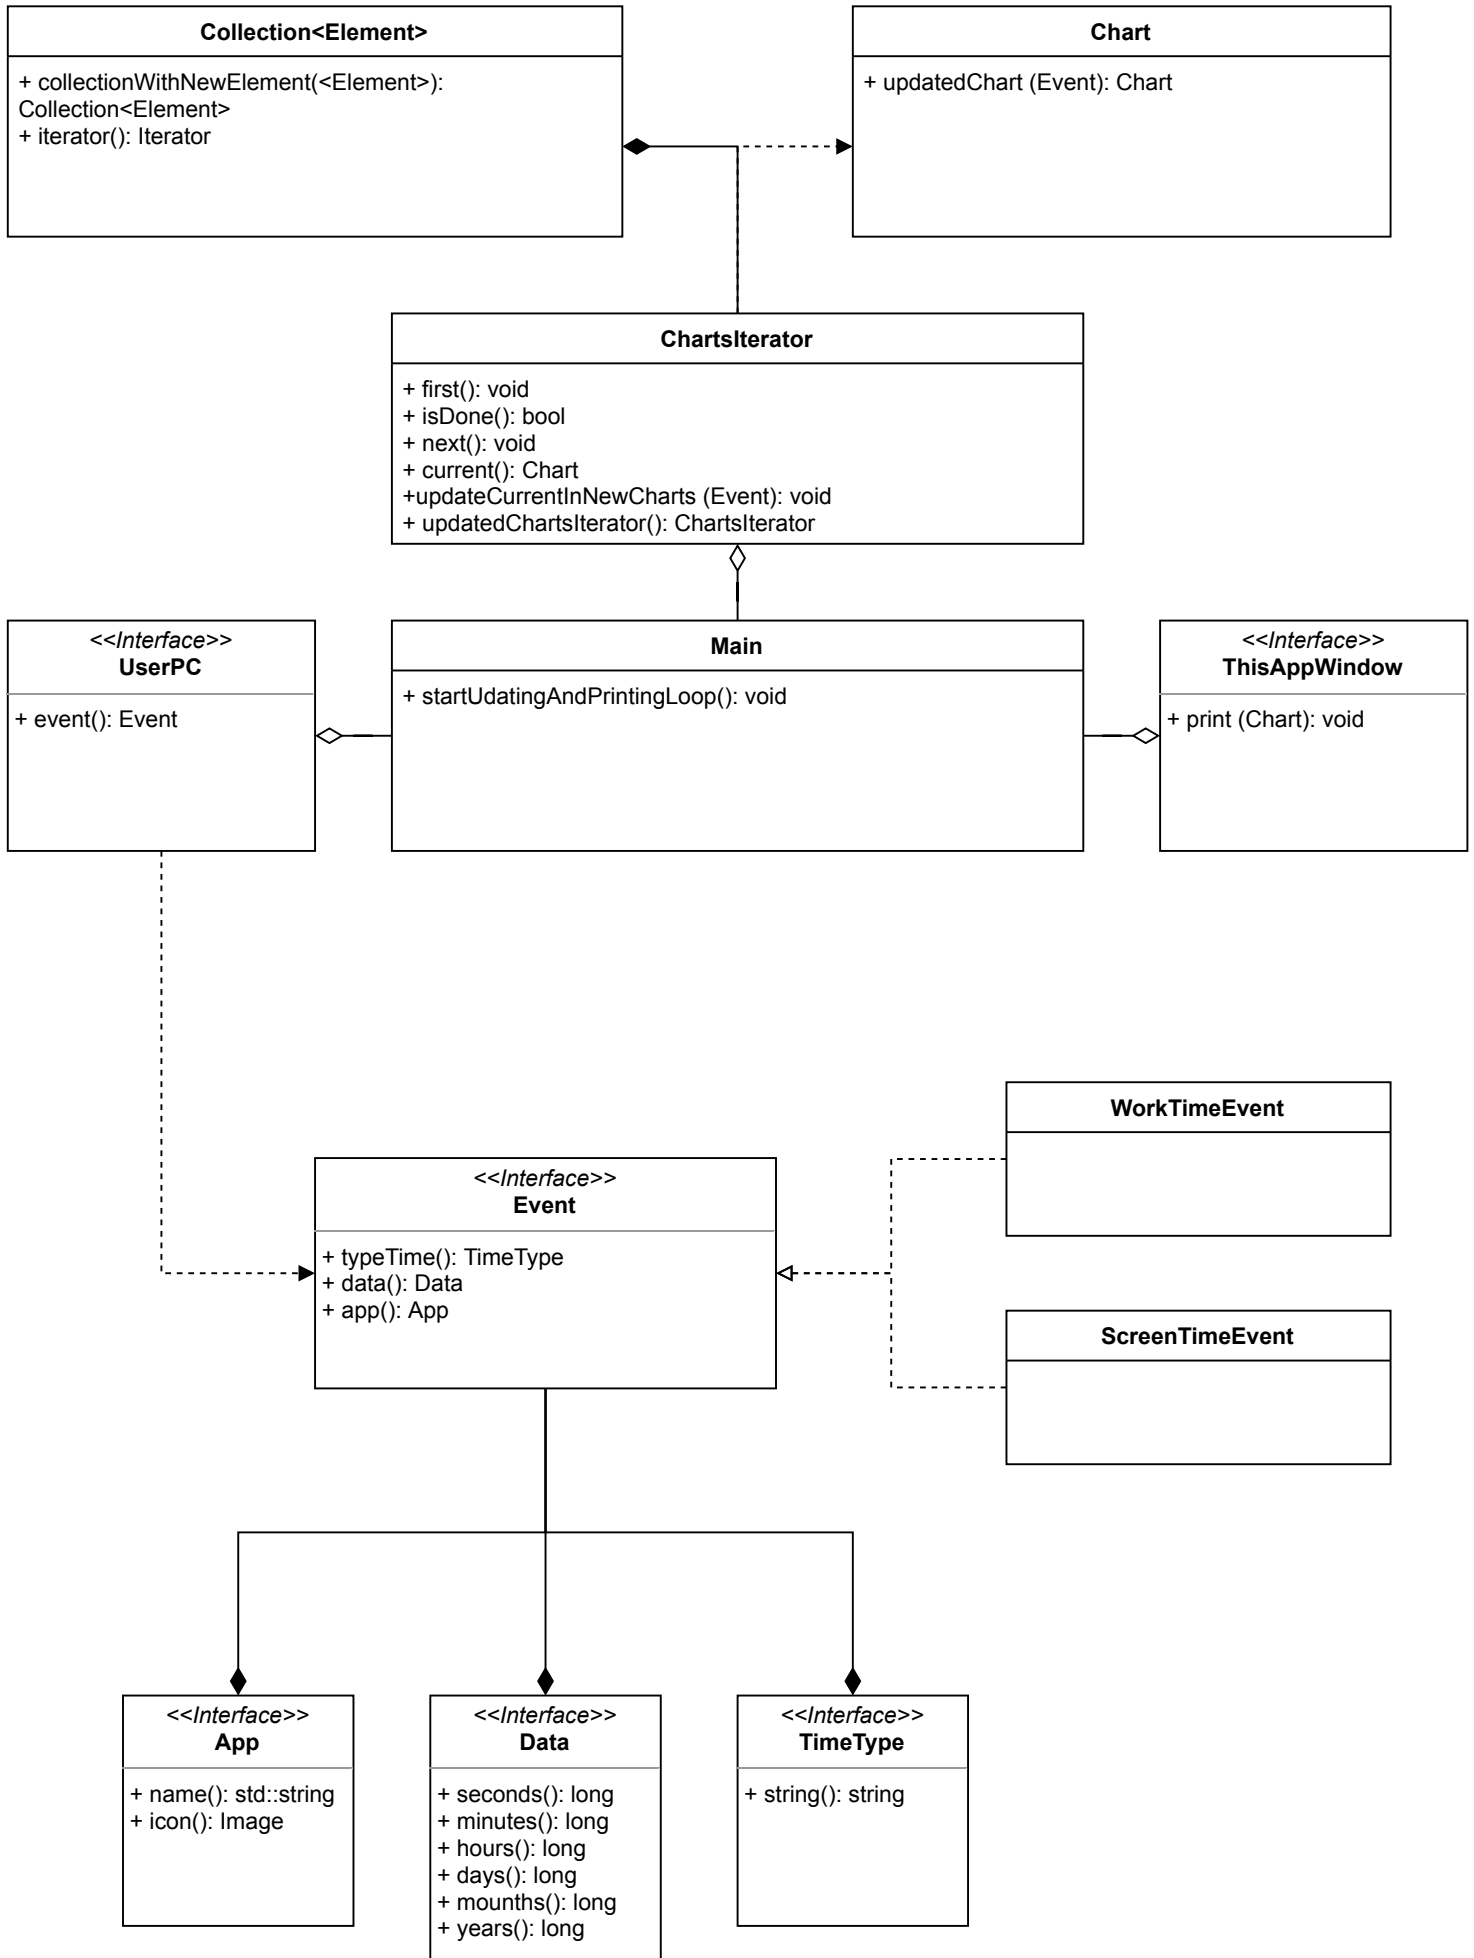 Collection<Element>
+ collectionWithNewElement(<Element>):
Collection<Element>
+ iterator(): Iterator
Chart
+ updatedChart (Event): Chart
ChartsIterator
+ first(): void
+ isDone(): bool
+ next(): void
+ current(): Chart
+updateCurrentInNewCharts (Event): void
+ updatedChartsIterator(): ChartsIterator
<<Interface>>
UserPC
+ event(): Event
Main
+ startUdatingAndPrintingLoop(): void
<<Interface>>
ThisAppWindow
+ print (Chart): void
WorkTimeEvent
<<Interface>>
Event
+ typeTime(): TimeType
+ data(): Data
+ app(): App
ScreenTimeEvent
<<Interface>>
App
+ name(): std::string
+ icon(): Image
<<Interface>>
Data
+ seconds(): long
+ minutes(): long
+ hours(): long
+ days(): long
+ mounths(): long
+ years(): long
<<Interface>>
TimeType
+ string(): string